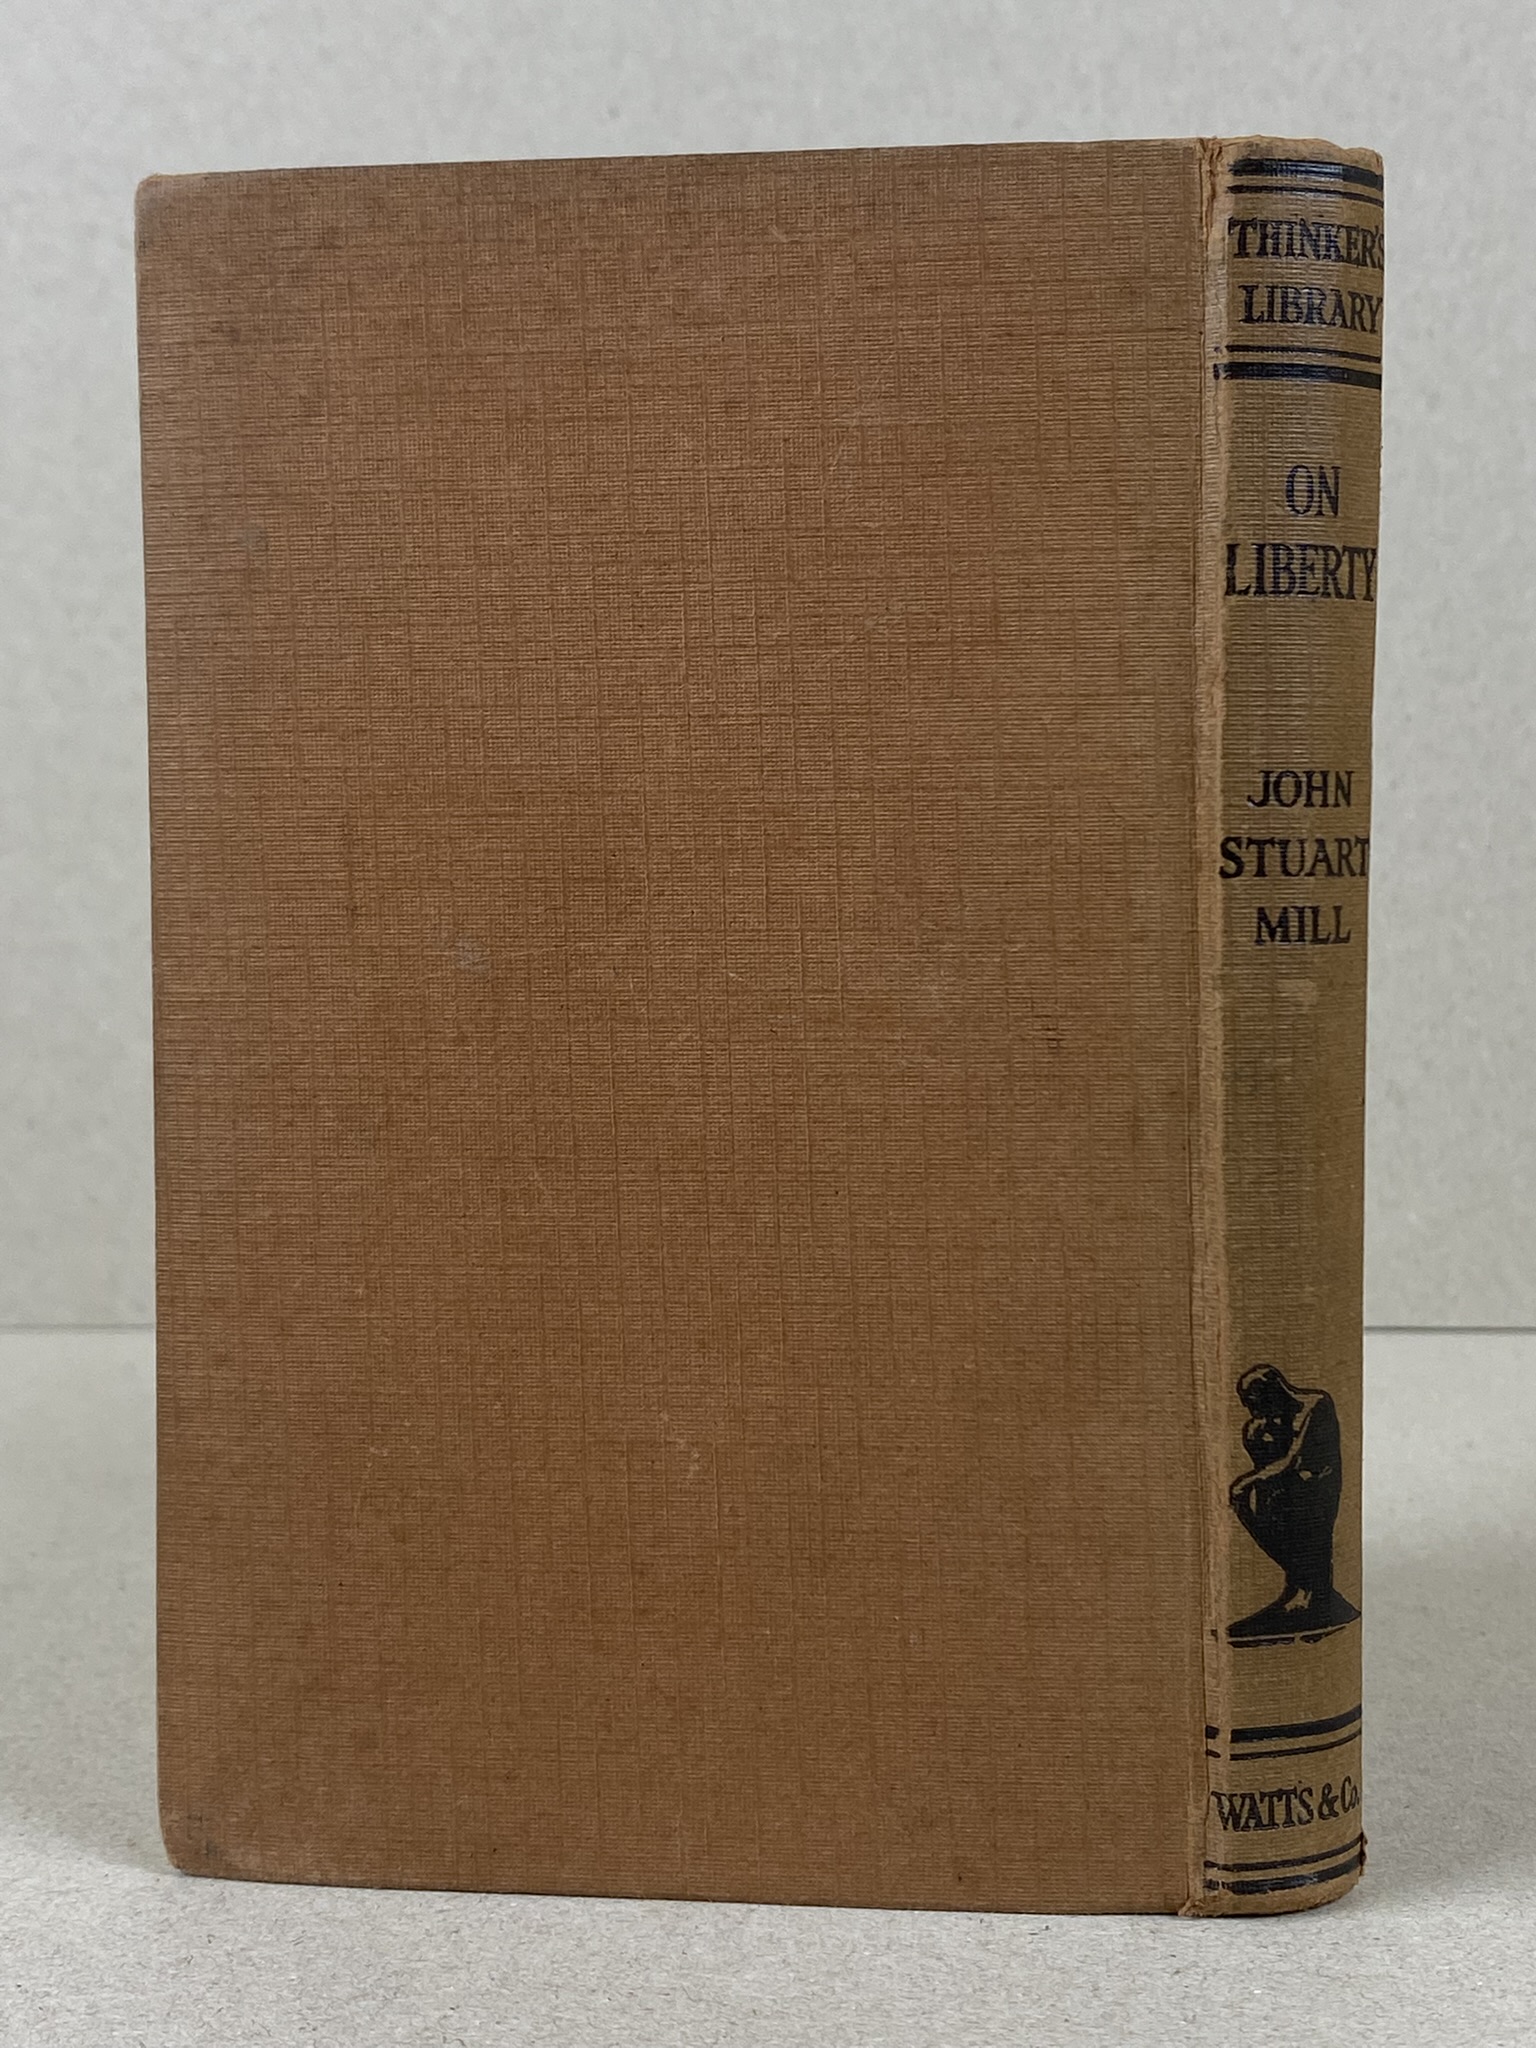 THINKER'S
LIBRARY
ON
LIBERTY
JOHN
STUART
MILL
WATTS & Co.